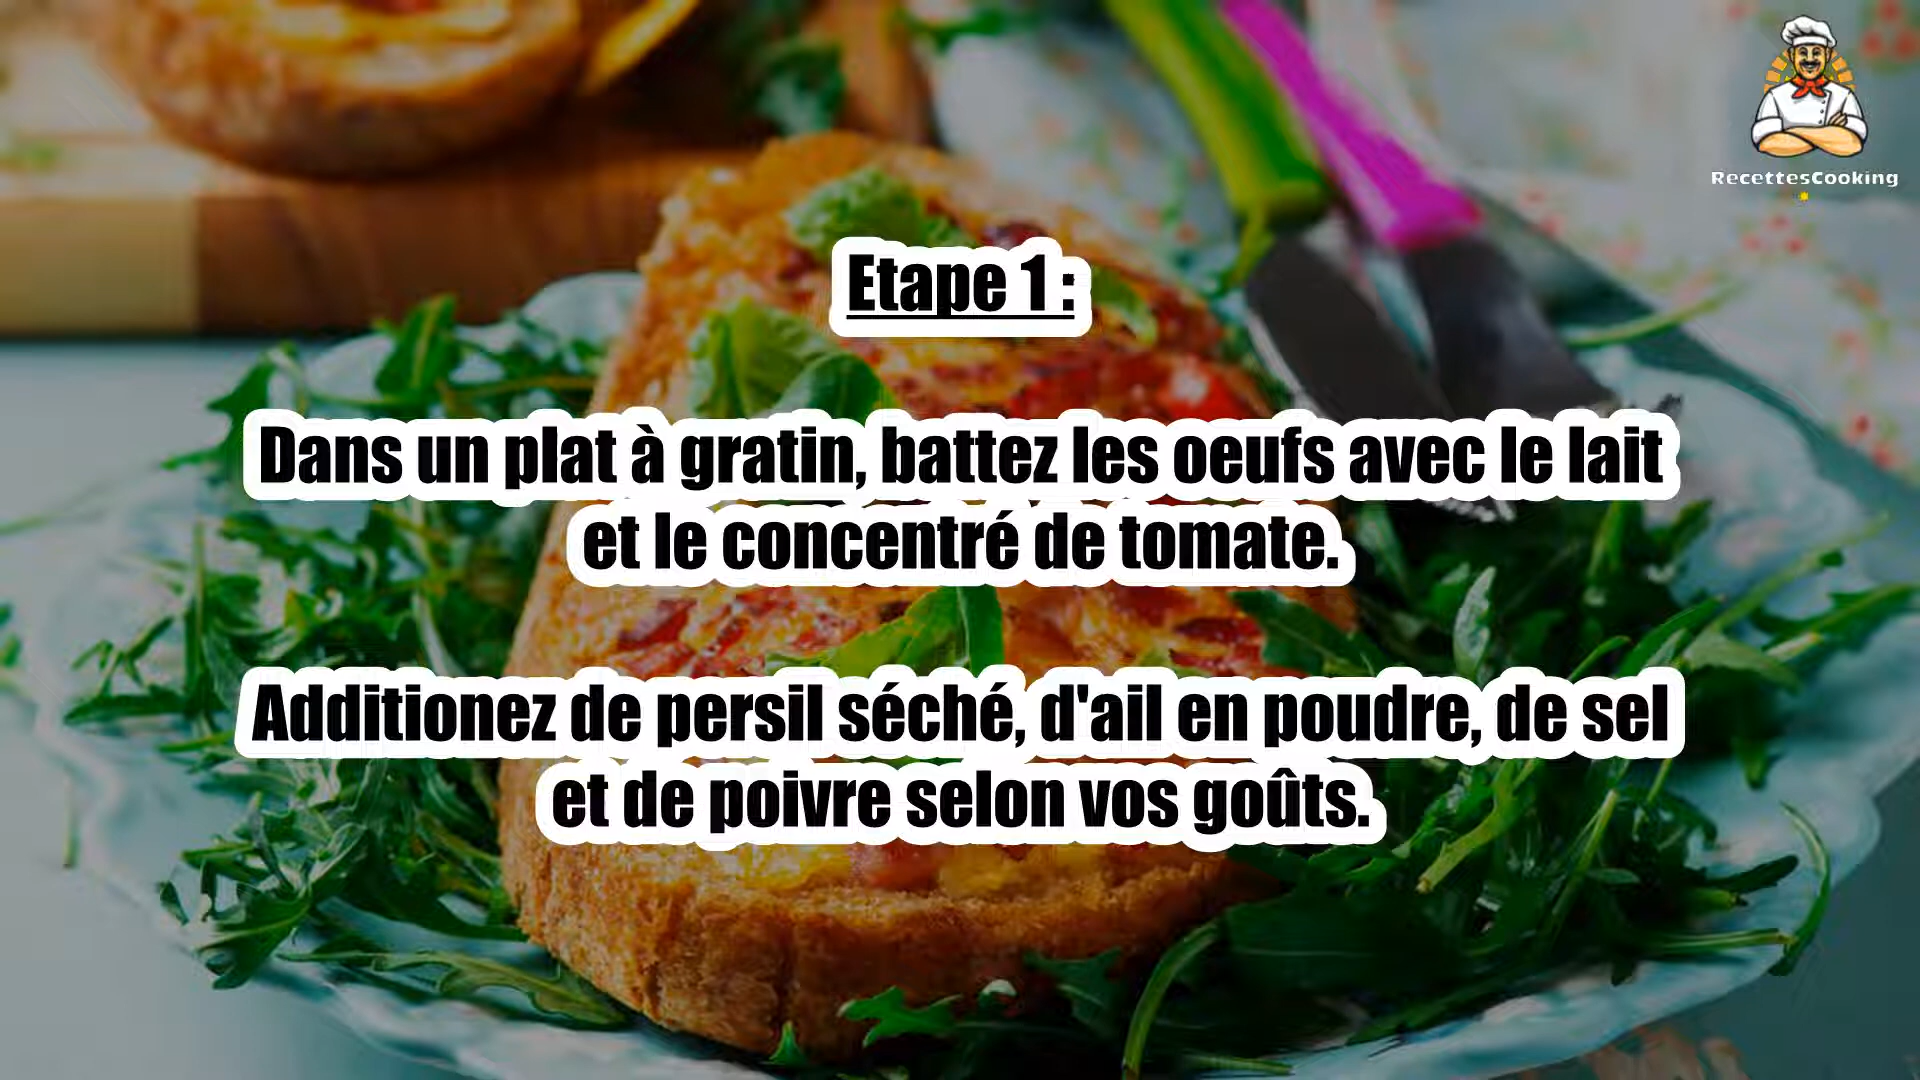 RecettesCooking
Etape 1 :
Dans un plat à gratin, battez les oeufs avec le lait
et le concentré de tomate.
Additionez de persil séché, d'ail en poudre, de sel
et de poivre selon vos goûts.